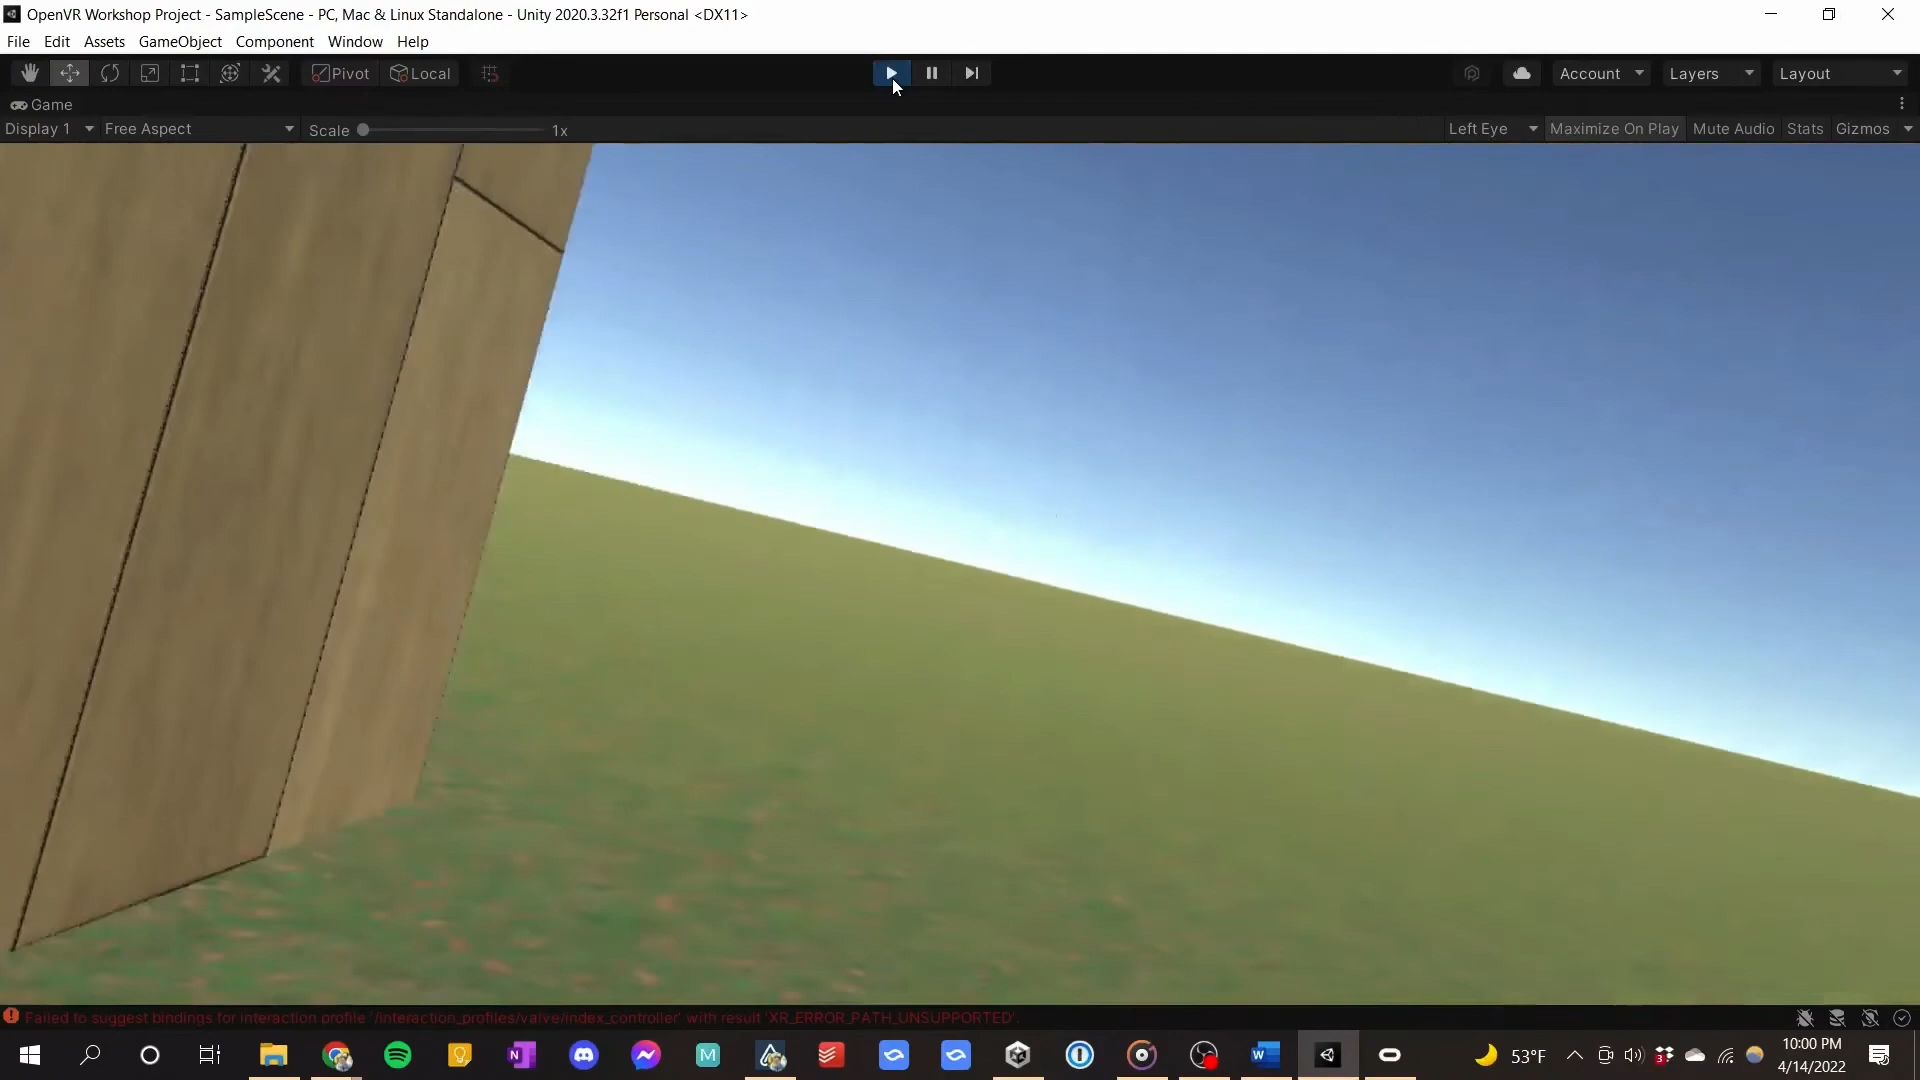 OpenVR Workshop Project - SampleScene - PC, Mac & Linux Standalone - Unity 2020.3.32f1 Personal <DX11>
File Edit Assets GameObject Component Window Help
Pivot Local Account Layers Layout
Game
Display 1 Free Aspect Scale 1x Left Eye Maximize On Play Mute Audio Stats Gizmos
Failed to suggest bindings for interaction profile '/interaction_profiles/valve/index_controller' with result 'XR_ERROR_PATH_UNSUPPORTED'.
N M W 53°F 3 10:00 PM
4/14/2022